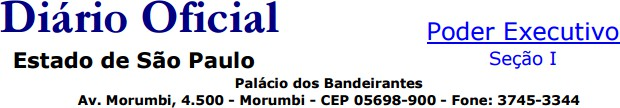 Diário Oficial
Poder Executivo
Estado de São Paulo
Seção I
Palácio dos Bandeirantes
Av. Morumbi, 4.500 - Morumbi - CEP 05698-900 - Fone: 3745-3344